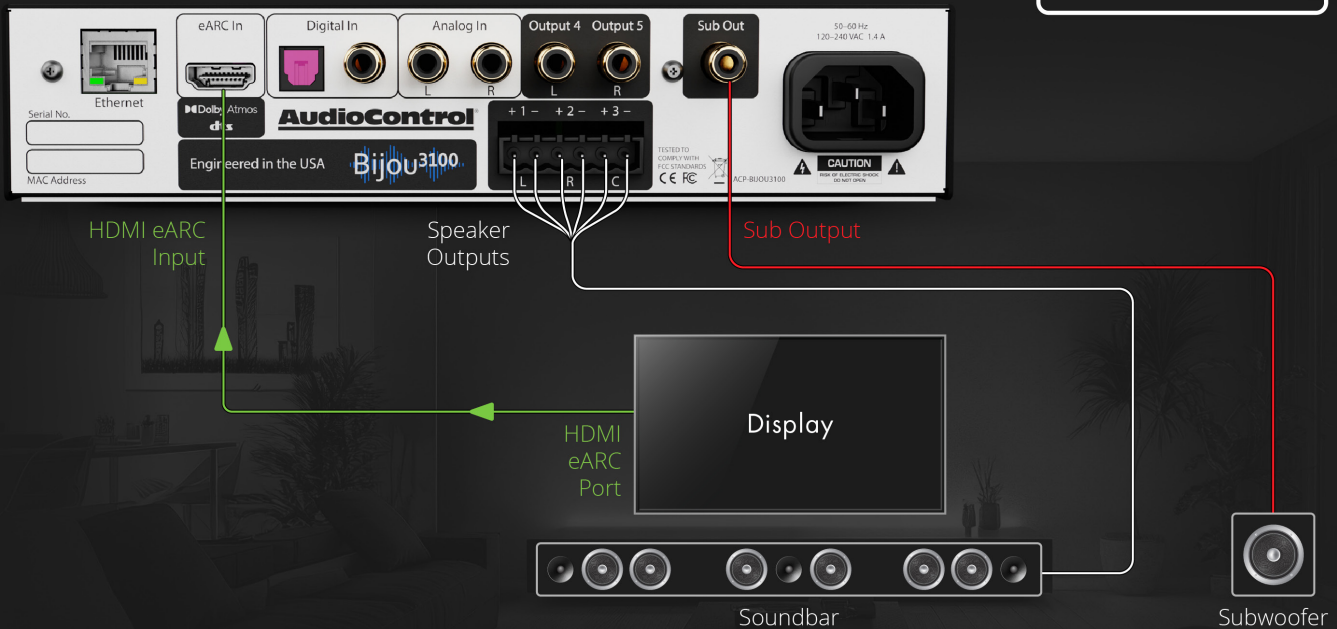 eARC In
Digital In
Analog In
Output 4 Output 5
Sub Out
50-60 Hz
120-240 VAC 1.4 A
L R
L R
Ethernet
Serial No.
MAC Address
Dolby Atmos
dts
AudioControl
Engineered in the USA
Bijou 3100
+ 1 - + 2 - + 3 -
L R C
TESTED TO
COMPLY WITH
FCC STANDARDS
CE FC
ACP-BIJOU3100
CAUTION
RISK OF ELECTRIC SHOCK
DO NOT OPEN
HDMI eARC
Input
Speaker
Outputs
Sub Output
HDMI
eARC
Port
Display
Soundbar
Subwoofer